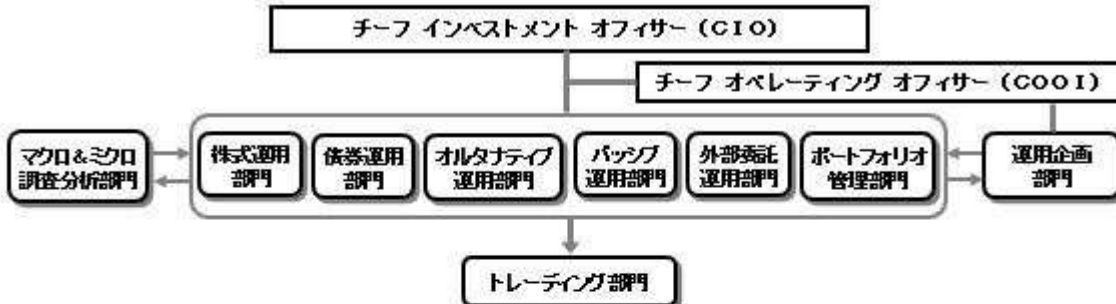 チーフ インベストメント オフィサー (CIO)
チーフ オペレーティング オフィサー (COOI)
マクロ&ミクロ
調査分析部門
株式運用
部門
債券運用
部門
オルタナティブ
運用部門
パッシブ
運用部門
外部委託
運用部門
ポートフォリオ
管理部門
運用企画
部門
トレーディング部門